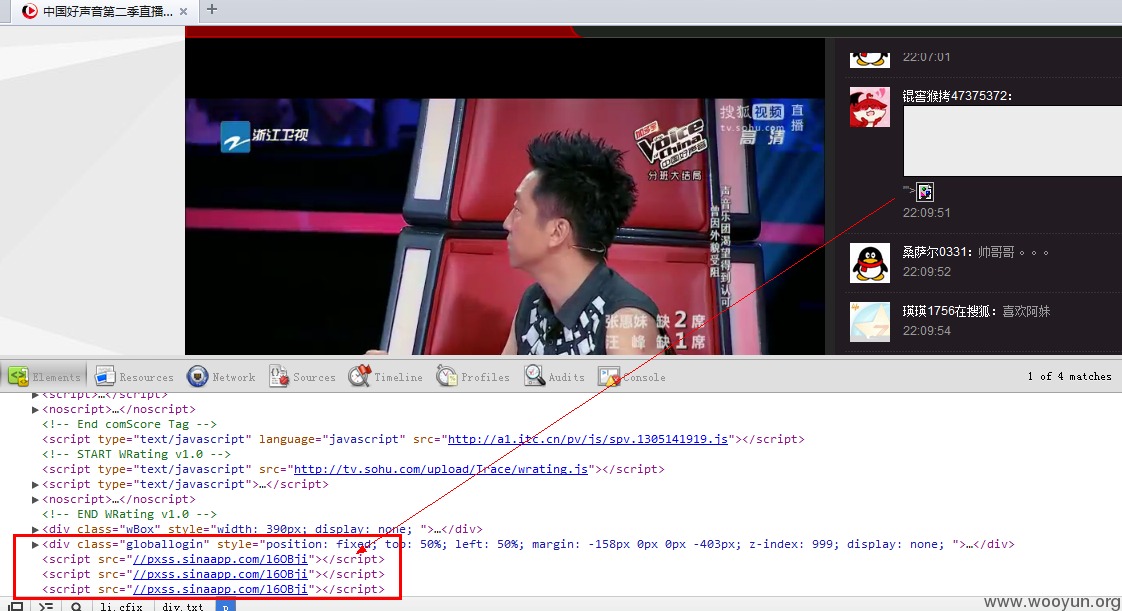 中国好声音第二季直播...
浙江卫视
搜狐视频 直播
tv.sohu.com
高清
加多宝
The Voice of China
中国好声音
分班大结局
声音乐团渴望得到认可
曾因外貌受阻
张惠妹 缺2席
汪 峰 缺1席
22:07:01
锟窖猴拷47375372：
">
22:09:51
桑萨尔0331：帅哥哥。。。
22:09:52
瑛瑛1756在搜狐：喜欢阿妹
22:09:54
Elements Resources Network Sources Timeline Profiles Audits Console 1 of 4 matches
▶<script>…</script>
▶<noscript>…</noscript>
<!-- End comScore Tag -->
<script type="text/javascript" language="javascript" src="http://a1.itc.cn/pv/js/spv.1305141919.js"></script>
<!-- START WRating v1.0 -->
<script type="text/javascript" src="http://tv.sohu.com/upload/Trace/wrating.js"></script>
▶<script type="text/javascript">…</script>
▶<noscript>…</noscript>
<!-- END WRating v1.0 -->
▶<div class="wBox" style="width: 390px; display: none; ">…</div>
▶<div class="globallogin" style="position: fixed; top: 50%; left: 50%; margin: -158px 0px 0px -403px; z-index: 999; display: none; ">…</div>
<script src="//pxss.sinaapp.com/l6OBji"></script>
<script src="//pxss.sinaapp.com/l6OBji"></script>
<script src="//pxss.sinaapp.com/l6OBji"></script>
li.cfix div.txt p
www.wooyun.org